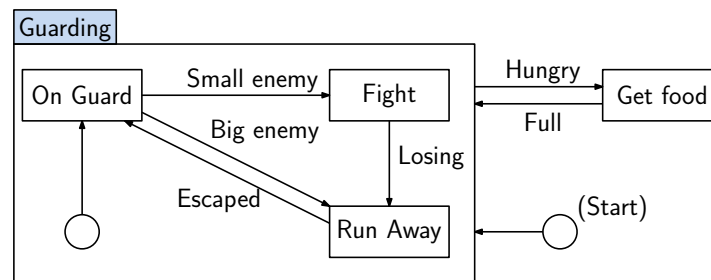 Guarding
Small enemy
Hungry
On Guard
Fight
Get food
Big enemy
Full
Losing
Escaped
(Start)
Run Away